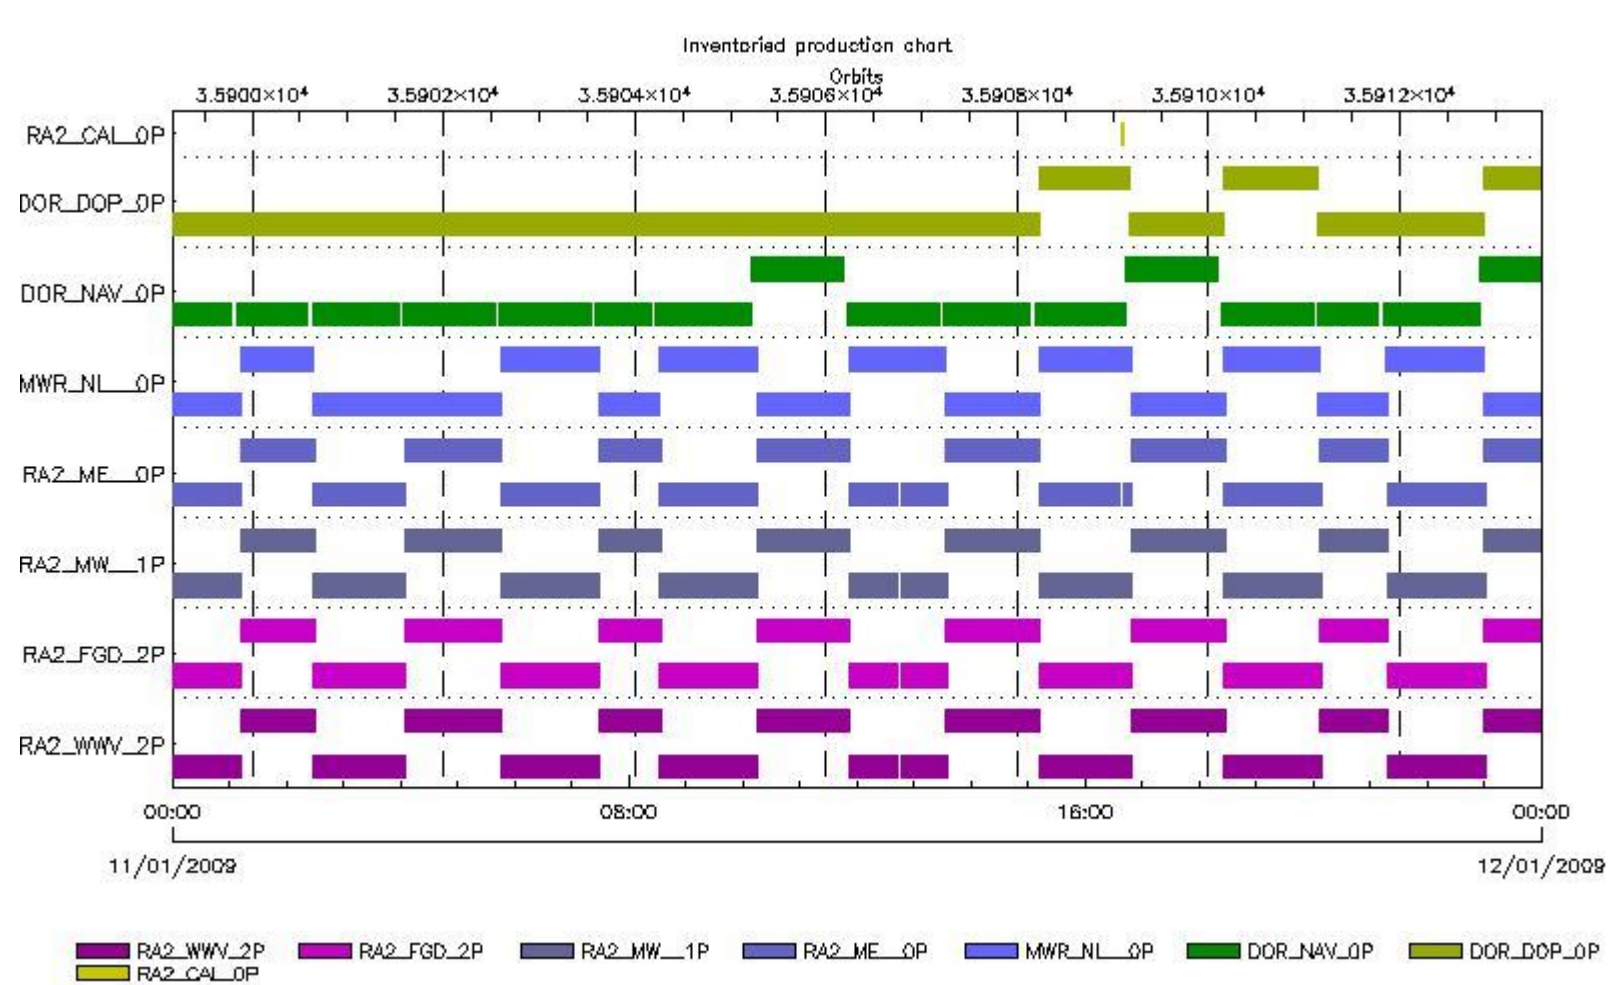 Inventoried production chart
Orbits
3.5900×10⁴ 3.5902×10⁴ 3.5904×10⁴ 3.5906×10⁴ 3.5908×10⁴ 3.5910×10⁴ 3.5912×10⁴
RA2_CAL_0P
DOR_DOP_0P
DOR_NAV_0P
MWR_NL__0P
RA2_ME__0P
RA2_MW__1P
RA2_FGD_2P
RA2_WWV_2P
00:00 08:00 16:00 00:00
11/01/2009 12/01/2009
RA2_WWV_2P RA2_FGD_2P RA2_MW__1P RA2_ME__0P MWR_NL__0P DOR_NAV_0P DOR_DOP_0P
RA2_CAL_0P